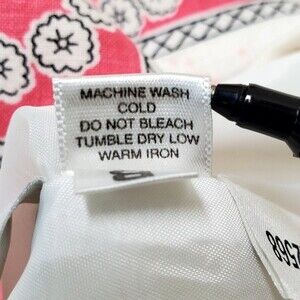 MACHINE WASH
COLD
DO NOT BLEACH
TUMBLE DRY LOW
WARM IRON